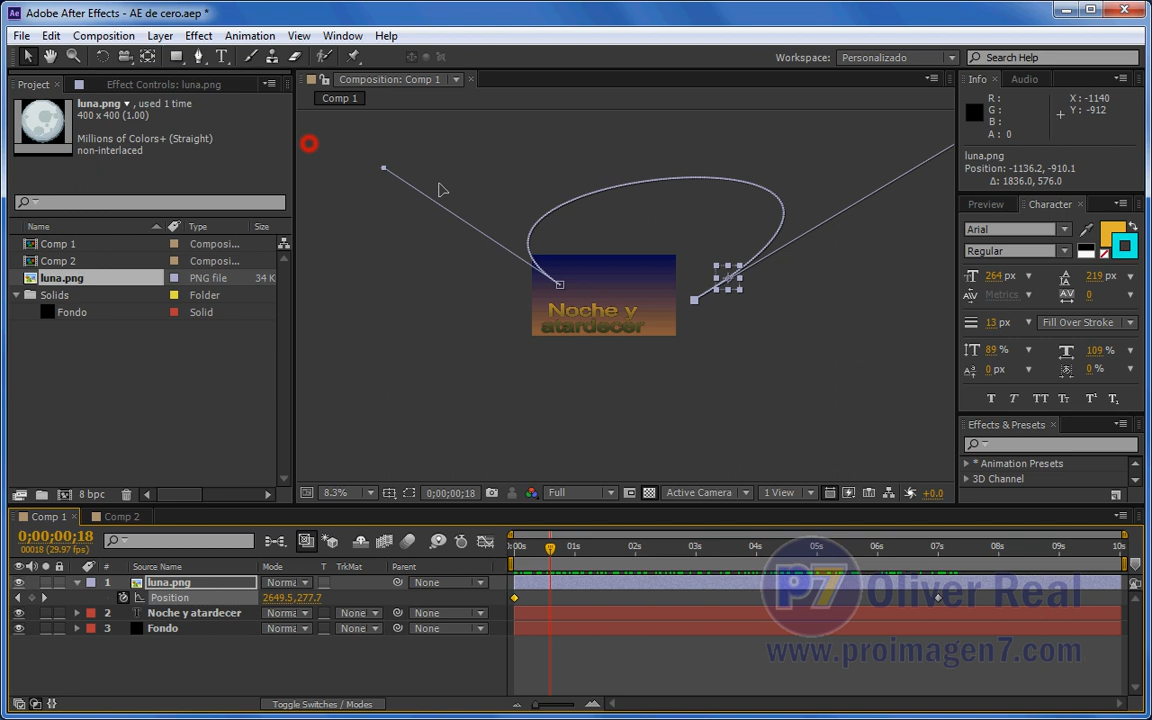 Adobe After Effects - AE de cero.aep *
File Edit Composition Layer Effect Animation View Window Help
Workspace: Personalizado Search Help
Project Effect Controls: luna.png
luna.png ▾, used 1 time
400 x 400 (1.00)
Millions of Colors+ (Straight)
non-interlaced
Name Type Size
Comp 1 Composi...
Comp 2 Composi...
luna.png PNG file 34 K
Solids Folder
Fondo Solid
8 bpc
Composition: Comp 1
Comp 1
Noche y
atardecer
8.3% 0;00;00;18 Full Active Camera 1 View +0.0
Info Audio
R :
G :
B :
A : 0
X : -1140
Y : -912
luna.png
Position: -1136.2, -910.1
Δ: 1836.0, 576.0
Preview Character
Arial
Regular
264 px 219 px
Metrics 0
13 px Fill Over Stroke
89 % 109 %
0 px 0 %
T T TT Tт T¹ T₁
Effects & Presets
* Animation Presets
3D Channel
Comp 1 Comp 2
0;00;00;18
00018 (29.97 fps)
# Source Name Mode T TrkMat Parent
1 luna.png Norma None
Position 2649.5,277.7
2 Noche y atardecer Norma None None
3 Fondo Norma None None
:00s 01s 02s 03s 04s 05s 06s 07s 08s 09s 10s
Toggle Switches / Modes
P7 Oliver Real
www.proimagen7.com